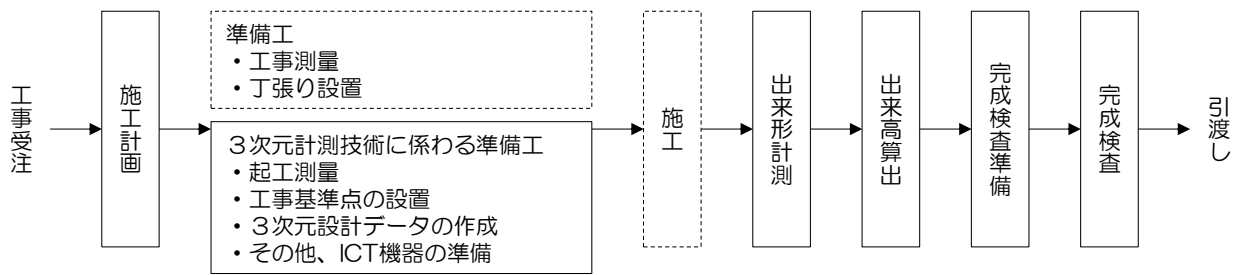 工事受注
施工計画
準備工
・工事測量
・丁張り設置
３次元計測技術に係わる準備工
・起工測量
・工事基準点の設置
・３次元設計データの作成
・その他、ICT機器の準備
施工
出来形計測
出来高算出
完成検査準備
完成検査
引渡し